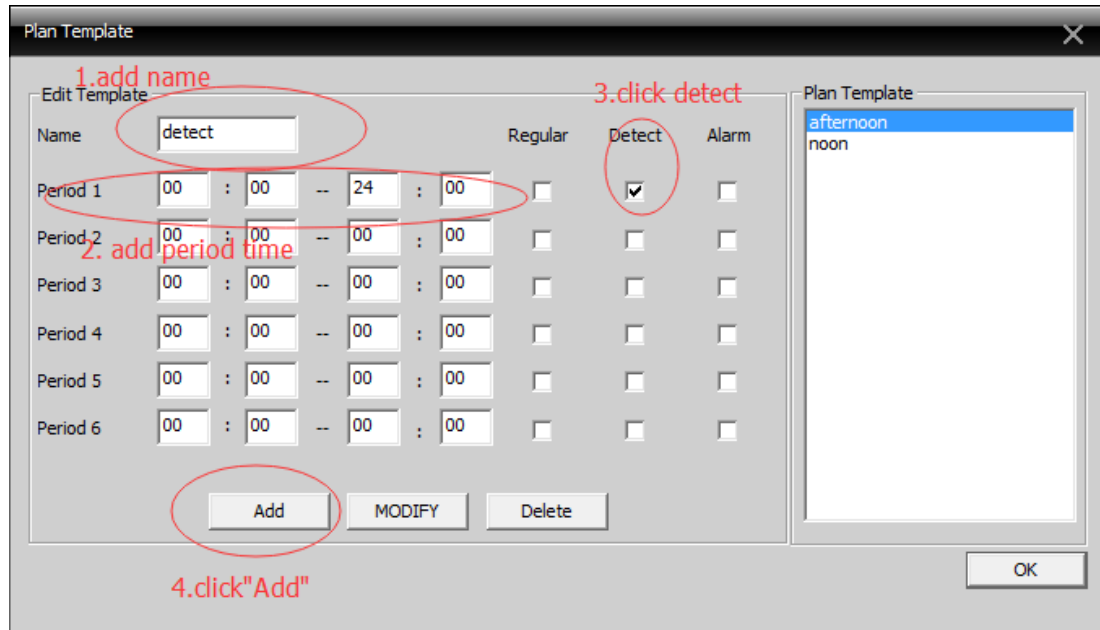 Plan Template
1.add name
3.click detect
Edit Template
Plan Template
Name detect Regular Detect Alarm
afternoon
noon
Period 1 00 : 00 -- 24 : 00
Period 2 00 : 00 -- 00 : 00
2. add period time
Period 3 00 : 00 -- 00 : 00
Period 4 00 : 00 -- 00 : 00
Period 5 00 : 00 -- 00 : 00
Period 6 00 : 00 -- 00 : 00
Add MODIFY Delete
OK
4.click"Add"